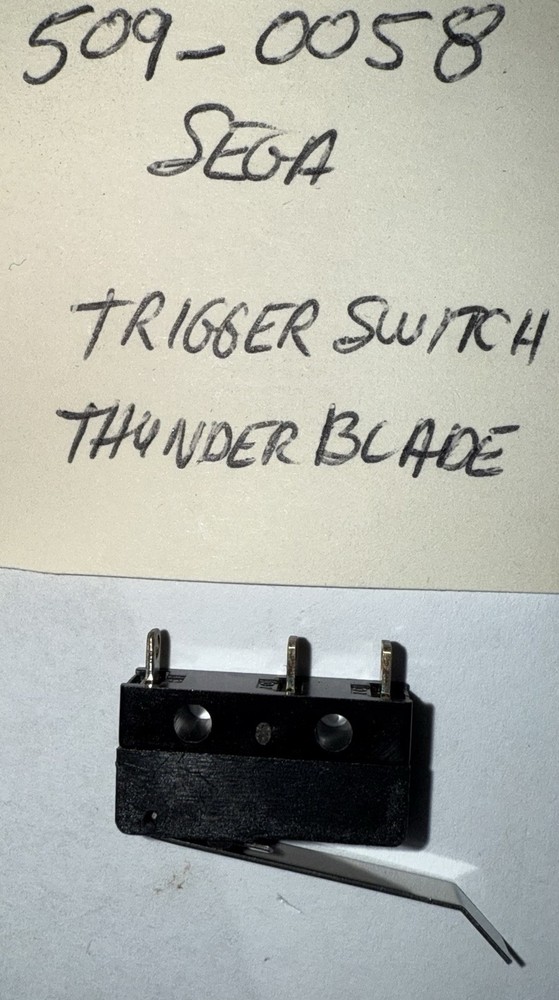 509-0058
SEGA
TRIGGER SWITCH
THUNDER BLADE